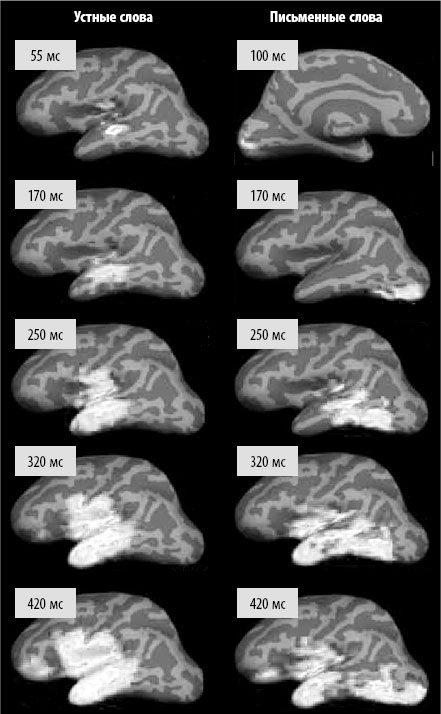 Устные слова Письменные слова
55 мс 100 мс
170 мс 170 мс
250 мс 250 мс
320 мс 320 мс
420 мс 420 мс